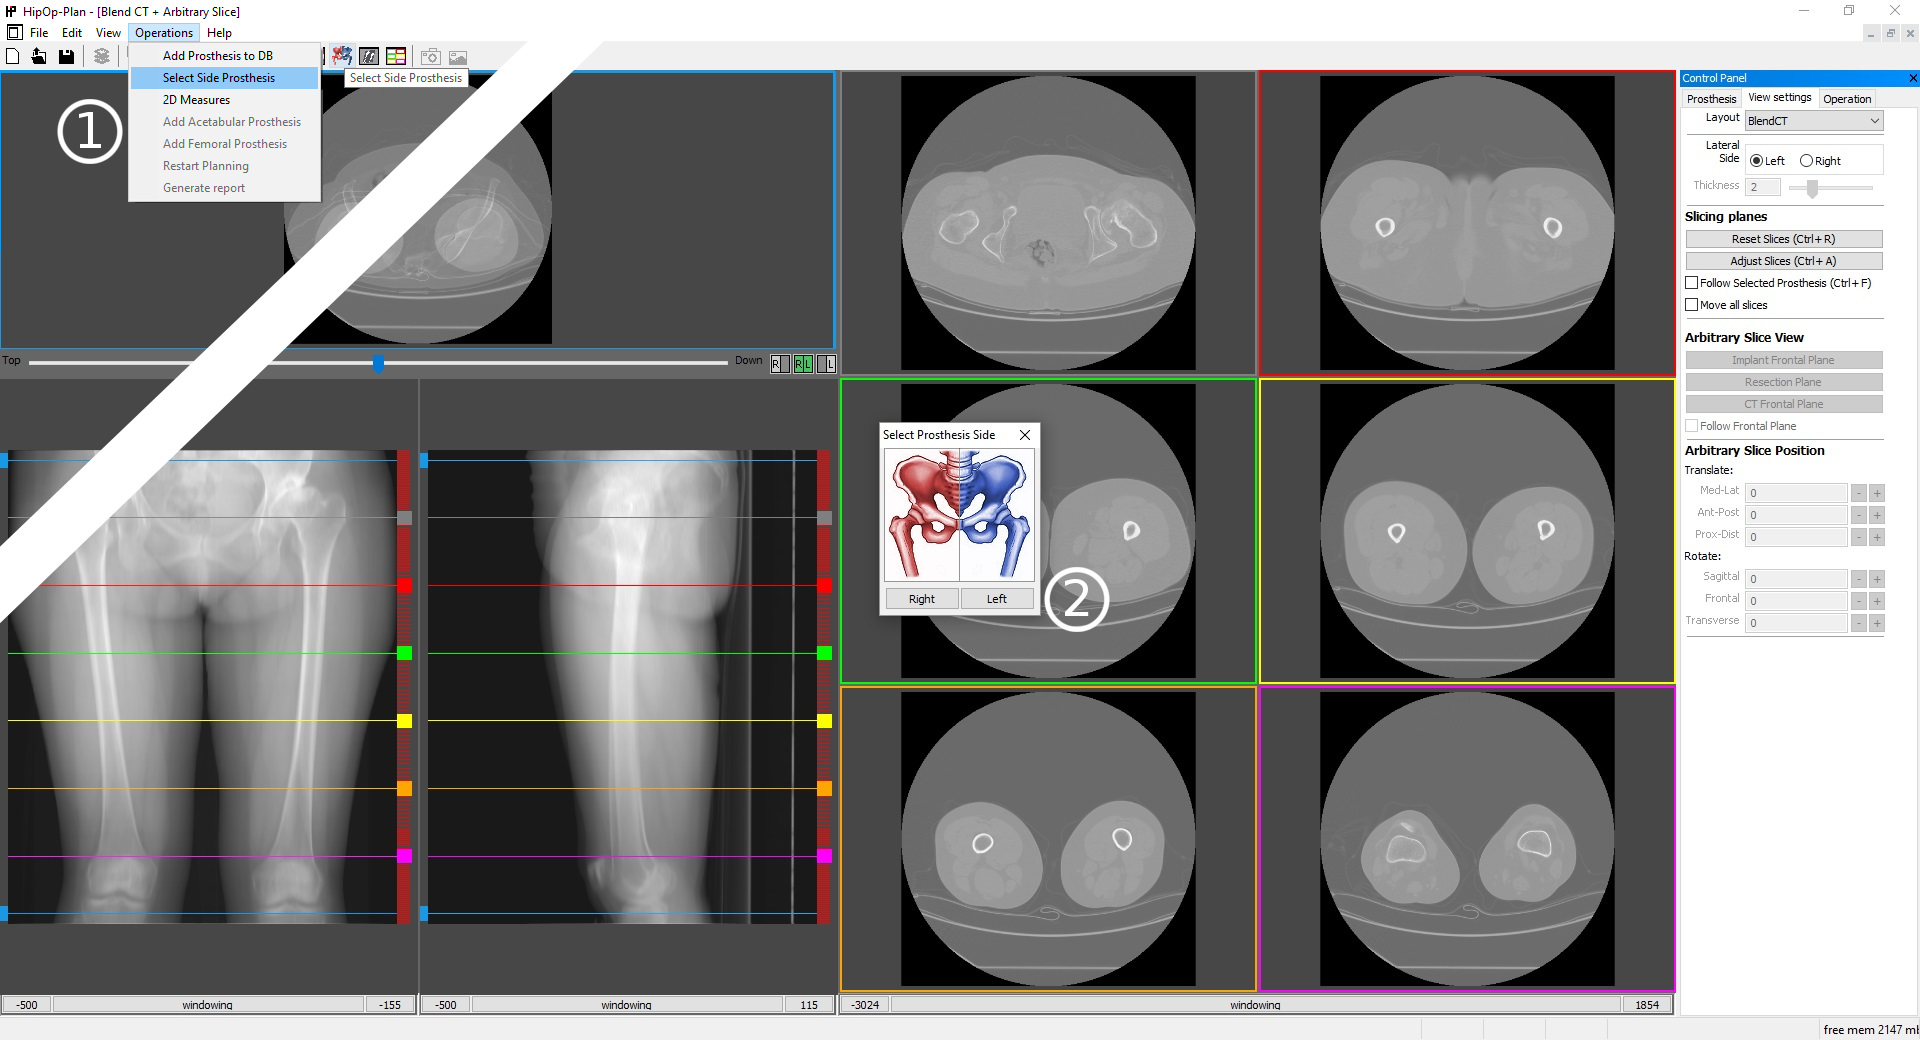 HipOp-Plan - [Blend CT + Arbitrary Slice]
File Edit View Operations Help
Add Prosthesis to DB
Select Side Prosthesis
2D Measures
Add Acetabular Prosthesis
Add Femoral Prosthesis
Restart Planning
Generate report
1
Select Side Prosthesis
Top
Down
R
R L
L
Select Prosthesis Side
Right Left
2
-500 windowing -155
-500 windowing 115
-3024 windowing 1854
Control Panel
Prosthesis View settings Operation
Layout BlendCT
Lateral
Side
Left Right
Thickness 2
Slicing planes
Reset Slices (Ctrl+R)
Adjust Slices (Ctrl+A)
Follow Selected Prosthesis (Ctrl+F)
Move all slices
Arbitrary Slice View
Implant Frontal Plane
Resection Plane
CT Frontal Plane
Follow Frontal Plane
Arbitrary Slice Position
Translate:
Med-Lat 0 - +
Ant-Post 0 - +
Prox-Dist 0 - +
Rotate:
Sagittal 0 - +
Frontal 0 - +
Transverse 0 - +
free mem 2147 mb